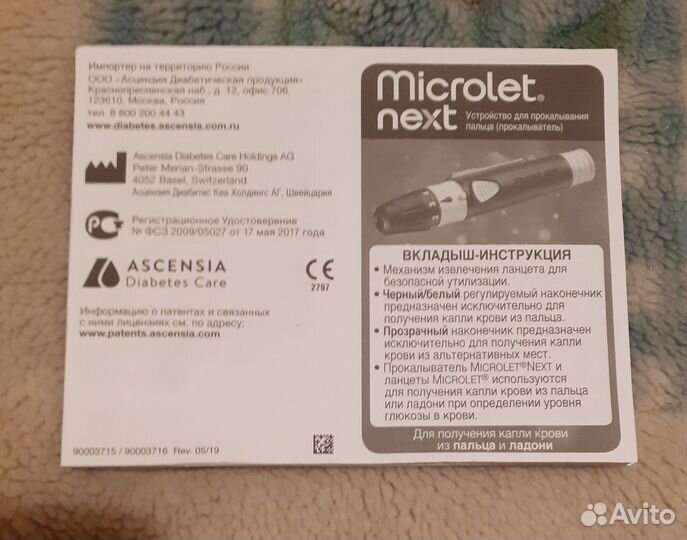 Импортер на территорию России:
ООО «Асцензия Диабетическая продукция»
Краснопресненская наб., д. 12, офис 706,
123610, Москва, Россия
тел. 8 800 200 44 43
www.diabetes.ascensia.com.ru
Ascensia Diabetes Care Holdings AG
Peter Merian-Strasse 90
4052 Basel, Switzerland
Асцензия Диабитис Кеа Холдингс АГ, Швейцария
Регистрационное Удостоверение
№ ФСЗ 2009/05027 от 17 мая 2017 года
ASCENSIA
Diabetes Care
CE
2797
Информацию о патентах и связанных
с ними лицензиях см. по адресу:
www.patents.ascensia.com
90003715 / 90003716 Rev. 05/19
Microlet®
next
Устройство для прокалывания
пальца (прокалыватель)
ВКЛАДЫШ-ИНСТРУКЦИЯ
• Механизм извлечения ланцета для
безопасной утилизации.
• Черный/белый регулируемый наконечник
предназначен исключительно для
получения капли крови из пальца.
• Прозрачный наконечник предназначен
исключительно для получения капли
крови из альтернативных мест.
• Прокалыватель MICROLET®NEXT и
ланцеты MICROLET® используются
для получения капли крови из пальца
или ладони при определении уровня
глюкозы в крови.
Для получения капли крови
из пальца и ладони
Avito